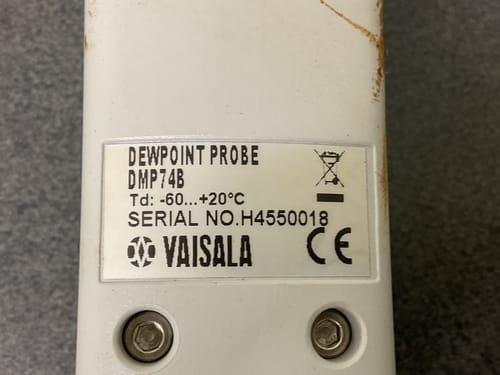 DEWPOINT PROBE
DMP74B
Td: -60...+20°C
SERIAL NO.H4550018
VAISALA CE